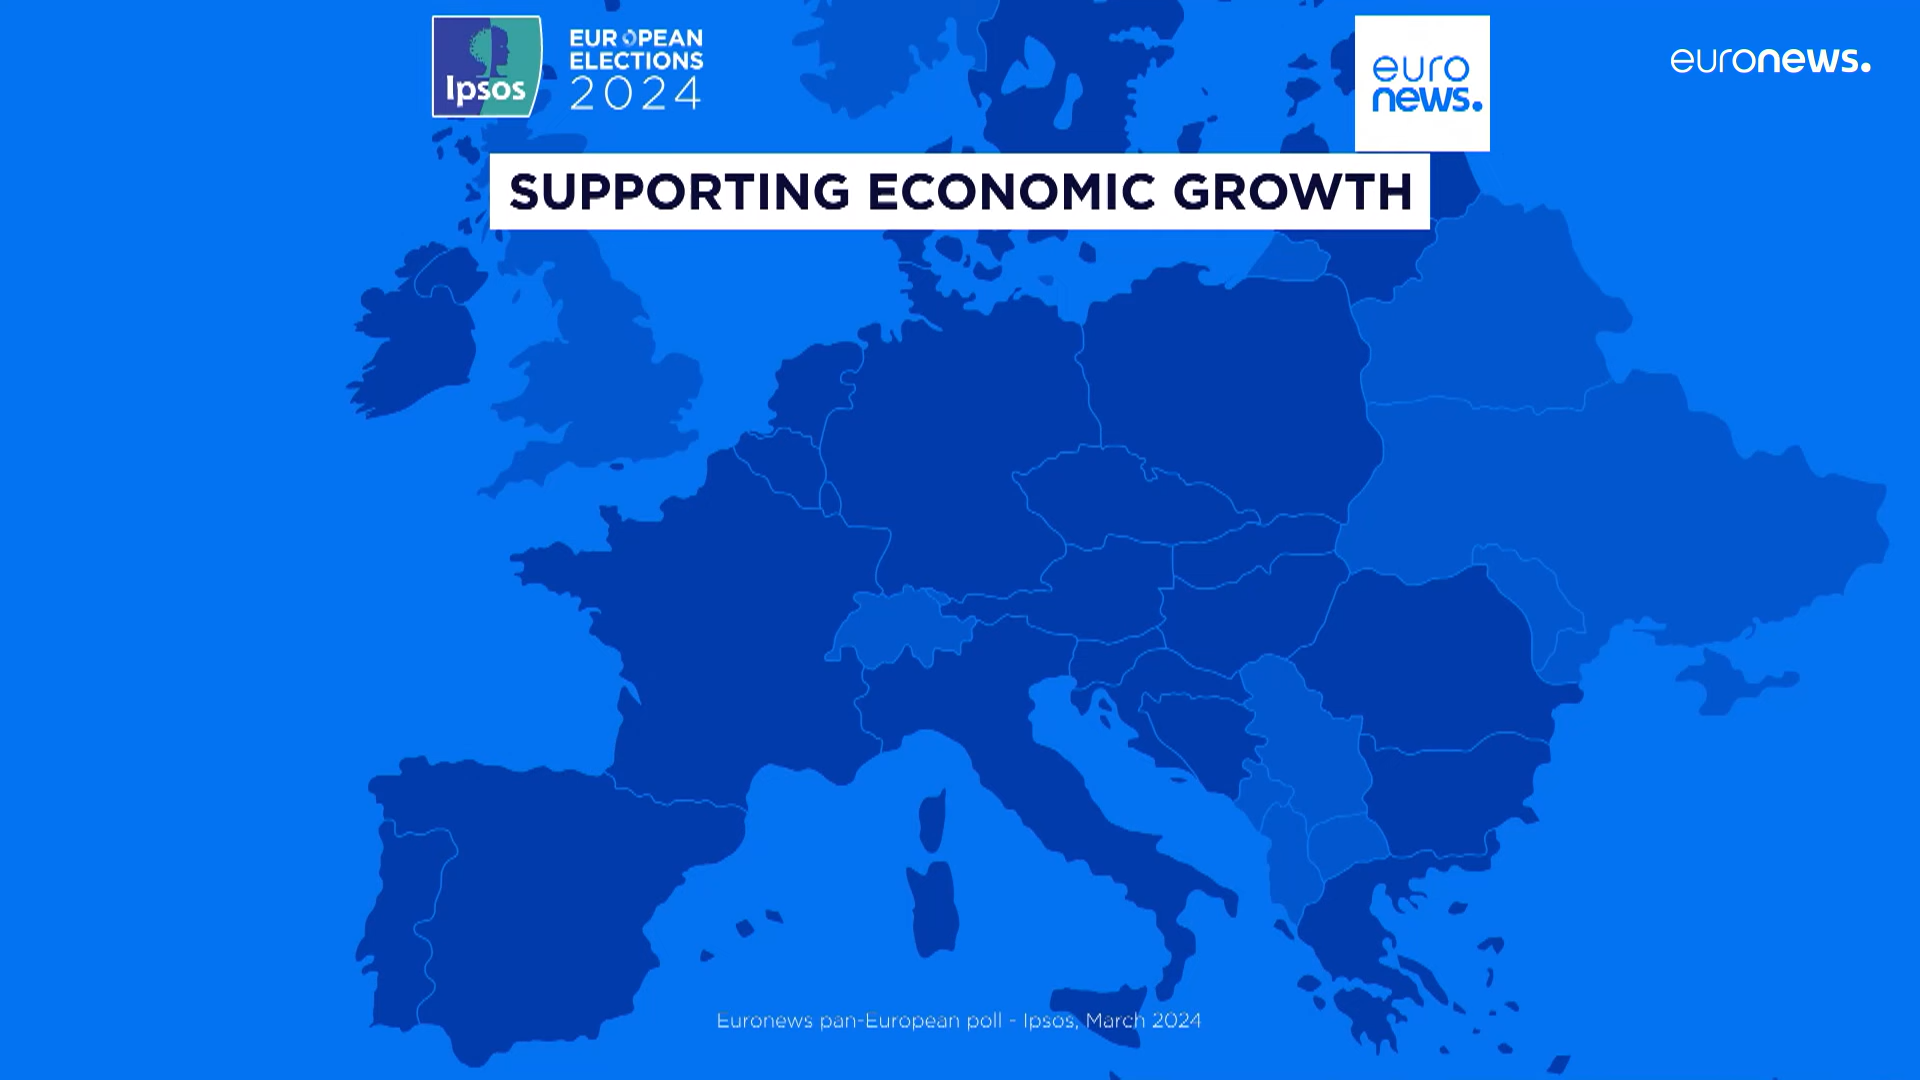 Ipsos
EUROPEAN
ELECTIONS
2024
euro
news.
euronews.
SUPPORTING ECONOMIC GROWTH
Euronews pan-European poll - Ipsos, March 2024